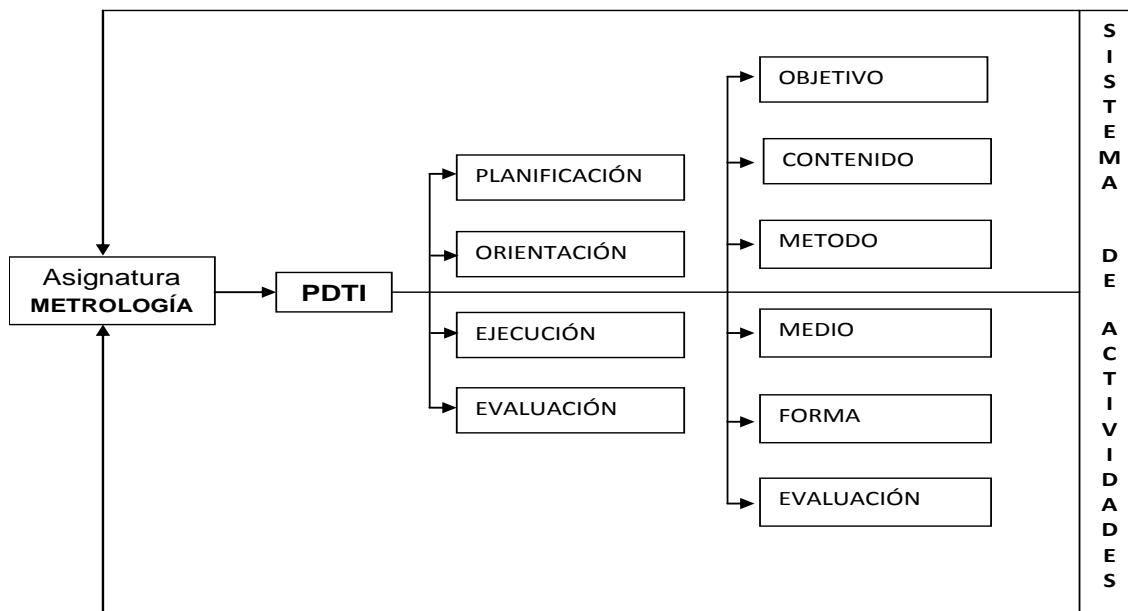 Asignatura
METROLOGÍA
PDTI
PLANIFICACIÓN
ORIENTACIÓN
EJECUCIÓN
EVALUACIÓN
OBJETIVO
CONTENIDO
METODO
MEDIO
FORMA
EVALUACIÓN
SISTEMA DE ACTIVIDADES